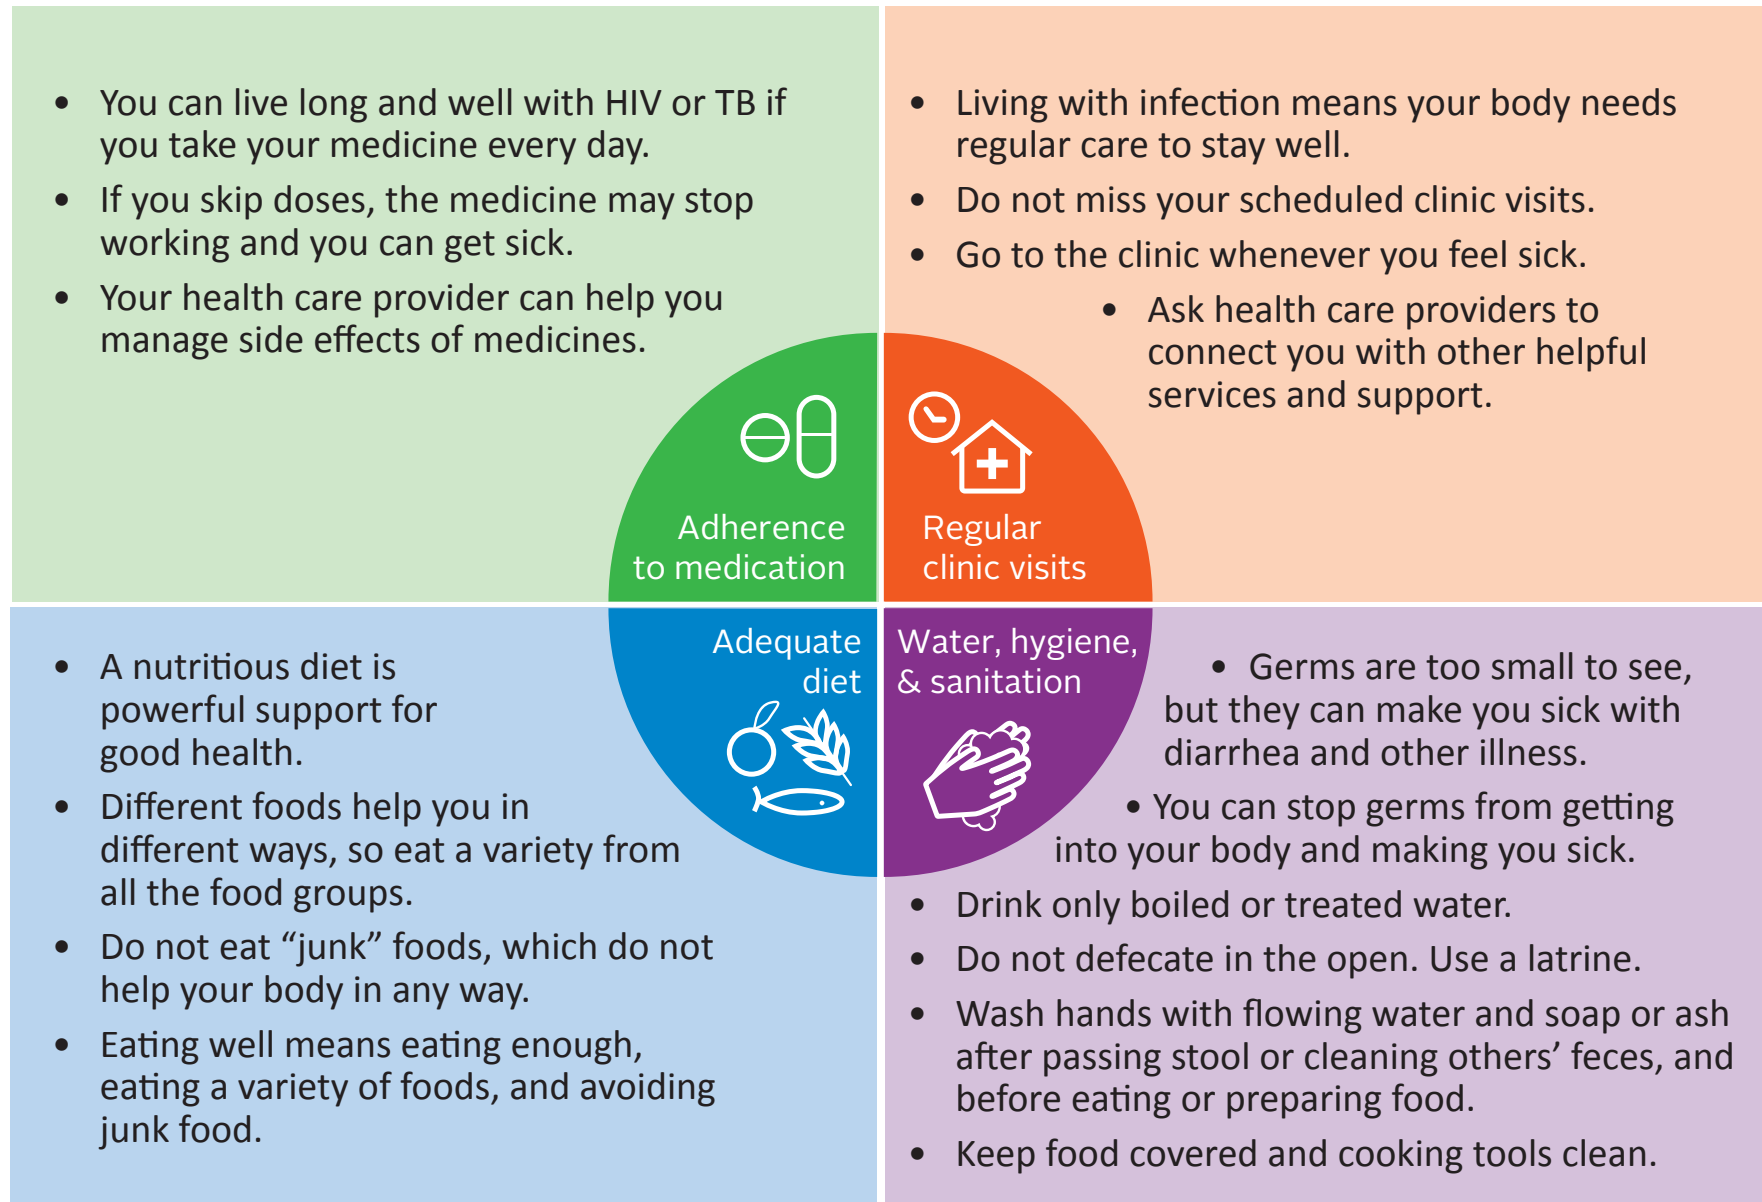 • You can live long and well with HIV or TB if
you take your medicine every day.
• If you skip doses, the medicine may stop
working and you can get sick.
• Your health care provider can help you
manage side effects of medicines.
Adherence
to medication
• Living with infection means your body needs
regular care to stay well.
• Do not miss your scheduled clinic visits.
• Go to the clinic whenever you feel sick.
• Ask health care providers to
connect you with other helpful
services and support.
Regular
clinic visits
Adequate
diet
• A nutritious diet is
powerful support for
good health.
• Different foods help you in
different ways, so eat a variety from
all the food groups.
• Do not eat “junk” foods, which do not
help your body in any way.
• Eating well means eating enough,
eating a variety of foods, and avoiding
junk food.
Water, hygiene,
& sanitation
• Germs are too small to see,
but they can make you sick with
diarrhea and other illness.
• You can stop germs from getting
into your body and making you sick.
• Drink only boiled or treated water.
• Do not defecate in the open. Use a latrine.
• Wash hands with flowing water and soap or ash
after passing stool or cleaning others’ feces, and
before eating or preparing food.
• Keep food covered and cooking tools clean.